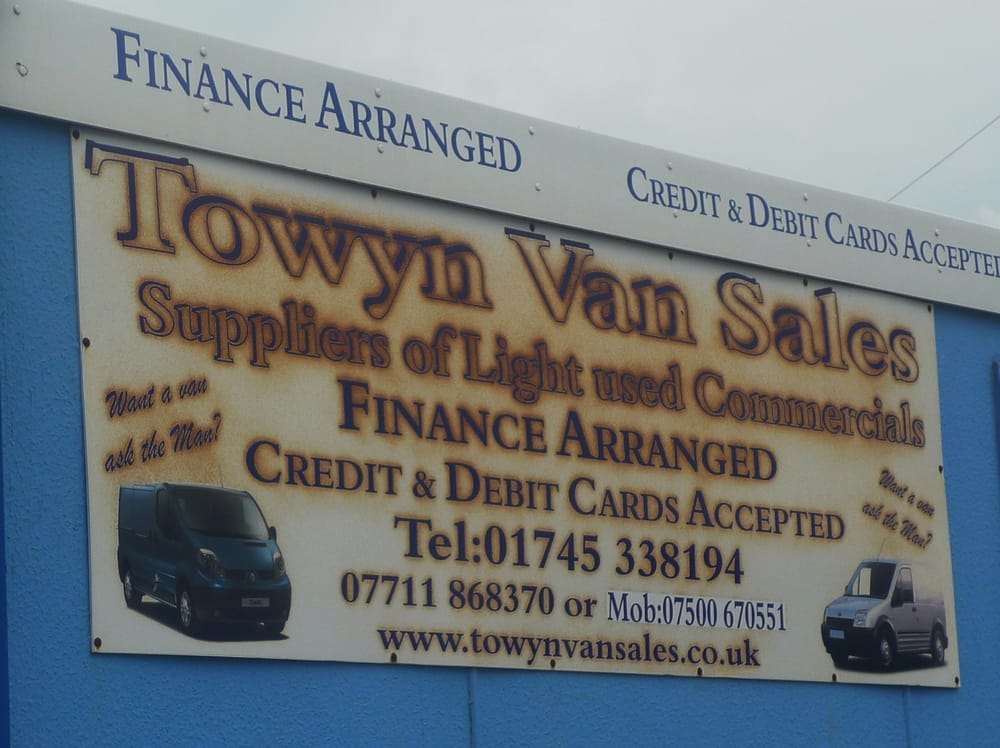 FINANCE ARRANGED
CREDIT & DEBIT CARDS ACCEPTED
Towyn Van Sales
Suppliers of Light used Commercials
FINANCE ARRANGED
CREDIT & DEBIT CARDS ACCEPTED
Want a van
ask the Man?
Want a van
ask the Man?
Tel:01745 338194
07711 868370 or Mob:07500 670551
www.towynvansales.co.uk